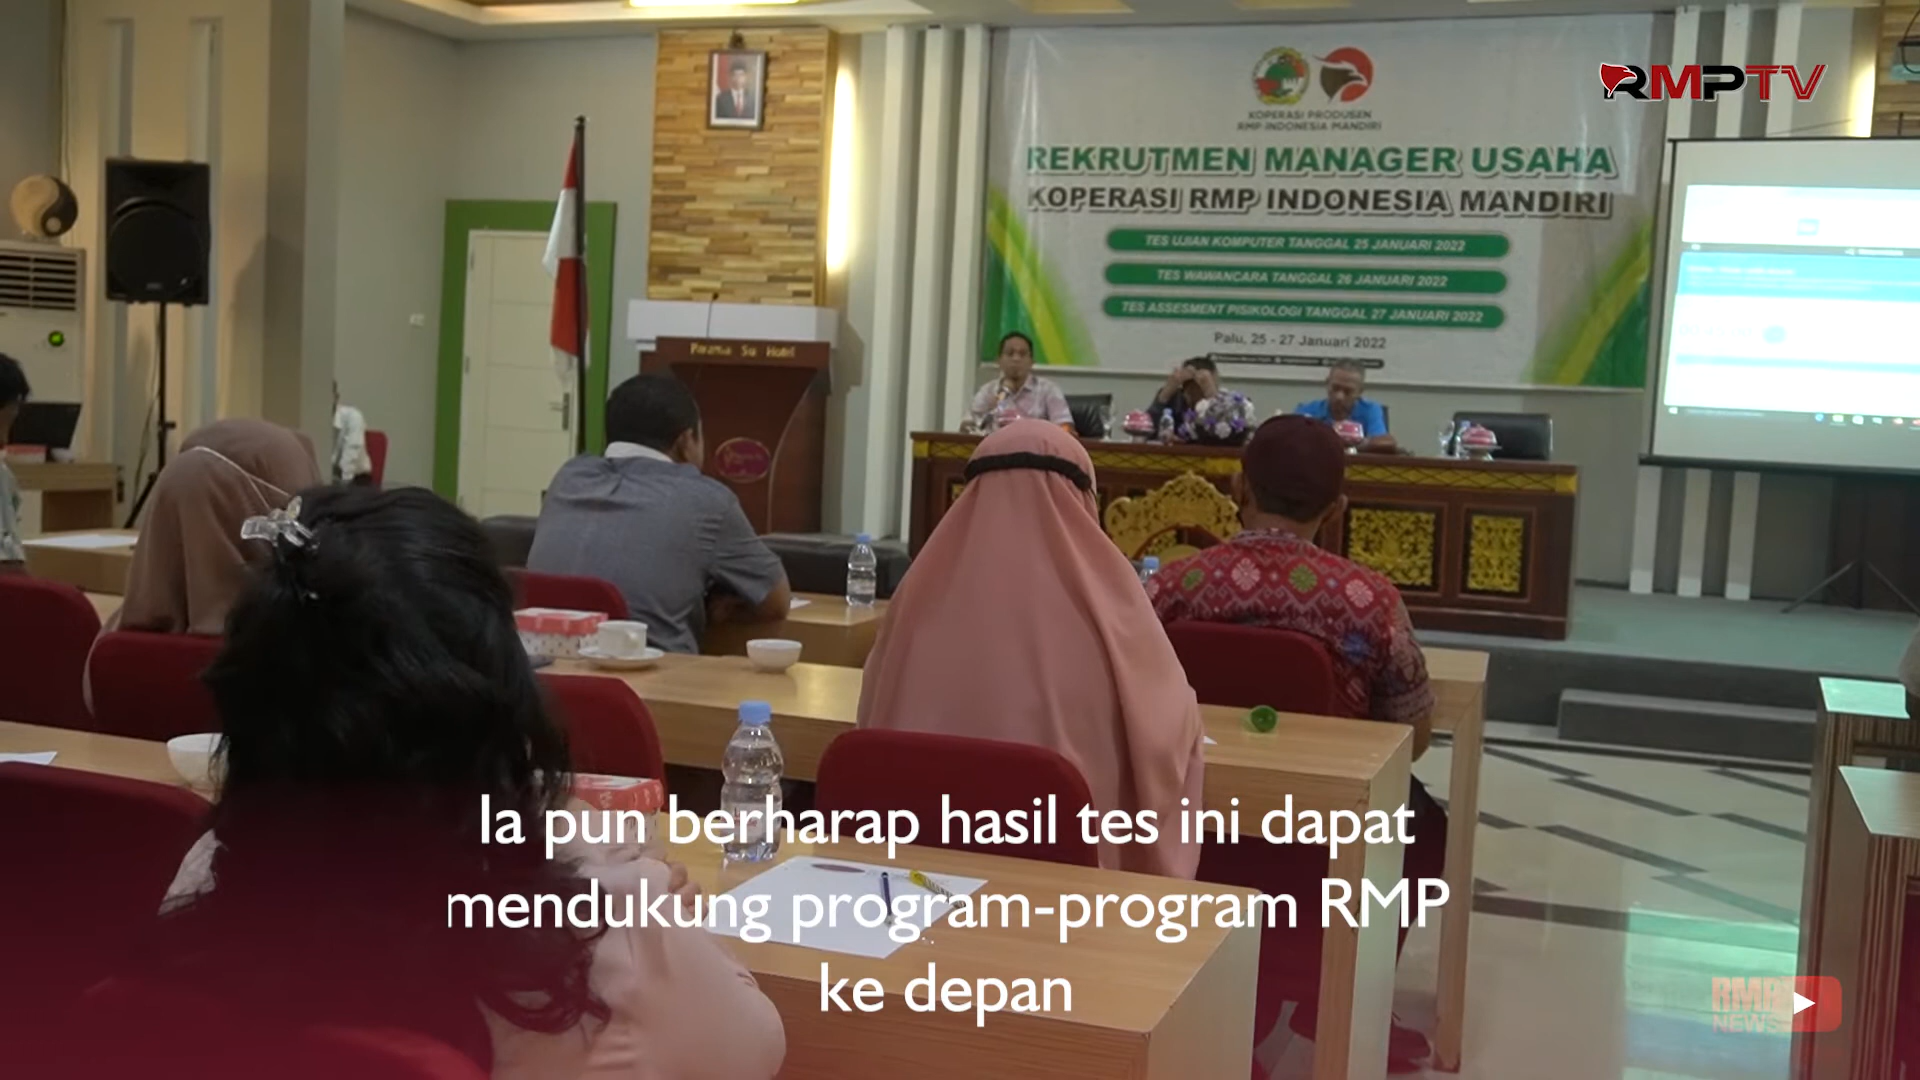 RMPTV
KOPERASI PRODUSEN
RMP-INDONESIA MANDIRI
REKRUTMEN MANAGER USAHA
KOPERASI RMP INDONESIA MANDIRI
TES UJIAN KOMPUTER TANGGAL 25 JANUARI 2022
TES WAWANCARA TANGGAL 26 JANUARI 2022
TES ASSESMENT PISIKOLOGI TANGGAL 27 JANUARI 2022
Palu, 25 - 27 Januari 2022
Ia pun berharap hasil tes ini dapat
mendukung program-program RMP
ke depan
NEWS